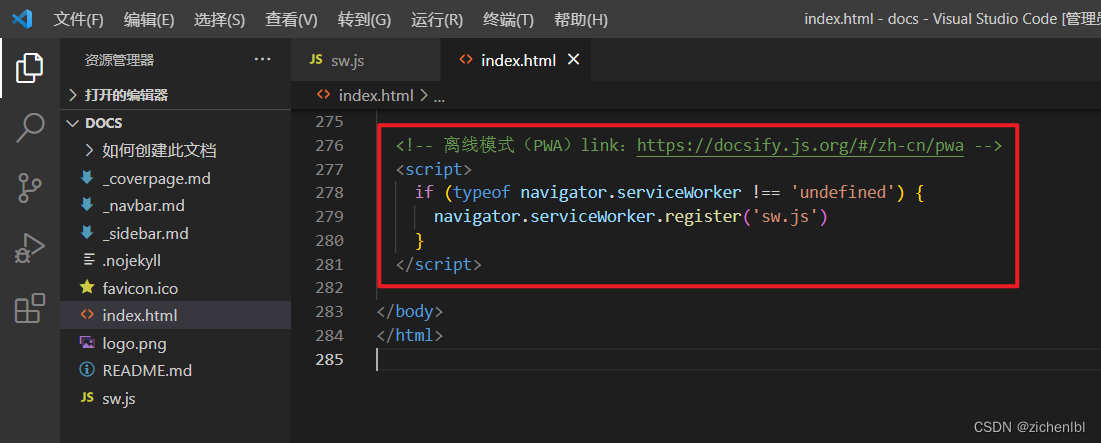 文件(F) 编辑(E) 选择(S) 查看(V) 转到(G) 运行(R) 终端(T) 帮助(H) index.html - docs - Visual Studio Code [管理员
资源管理器 ···
打开的编辑器
DOCS
如何创建此文档
_coverpage.md
_navbar.md
_sidebar.md
.nojekyll
favicon.ico
index.html
logo.png
README.md
JS sw.js
JS sw.js
index.html
index.html > ...
275
276 <!-- 离线模式（PWA）link：https://docsify.js.org/#/zh-cn/pwa -->
277 <script>
278 if (typeof navigator.serviceWorker !== 'undefined') {
279 navigator.serviceWorker.register('sw.js')
280 }
281 </script>
282
283 </body>
284 </html>
285
CSDN @zichenlbl